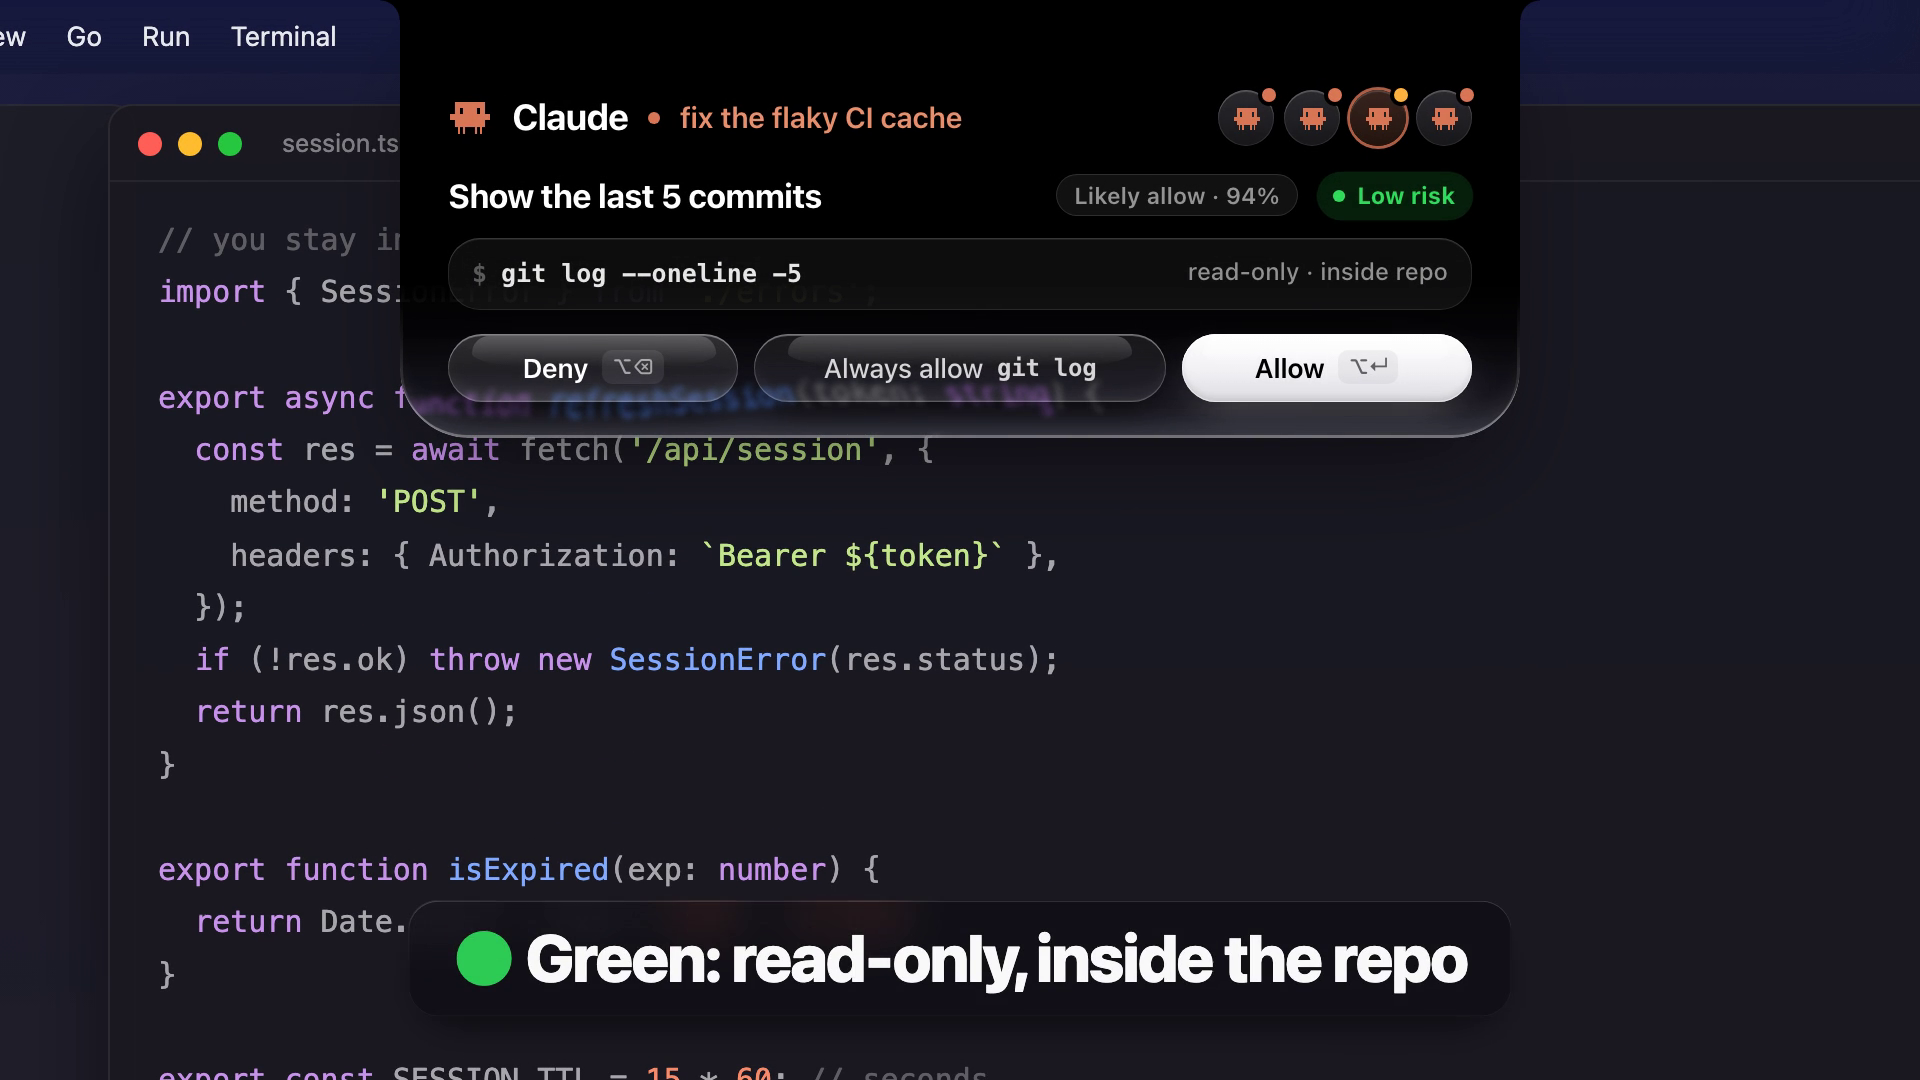 Go Run Terminal
Claude • fix the flaky CI cache
session.ts
Show the last 5 commits
Likely allow · 94%
Low risk
$ git log --oneline -5
read-only · inside repo
Deny ⌥⌫
Always allow git log
Allow ⌥↵
// you stay
import {
export async function refreshSession(token: string) {
const res = await fetch('/api/session', {
method: 'POST',
headers: { Authorization: `Bearer ${token}` },
});
if (!res.ok) throw new SessionError(res.status);
return res.json();
}
export function isExpired(exp: number) {
return Date.
}
Green: read-only, inside the repo
export const SESSION_TTL = 15 * 60; // seconds